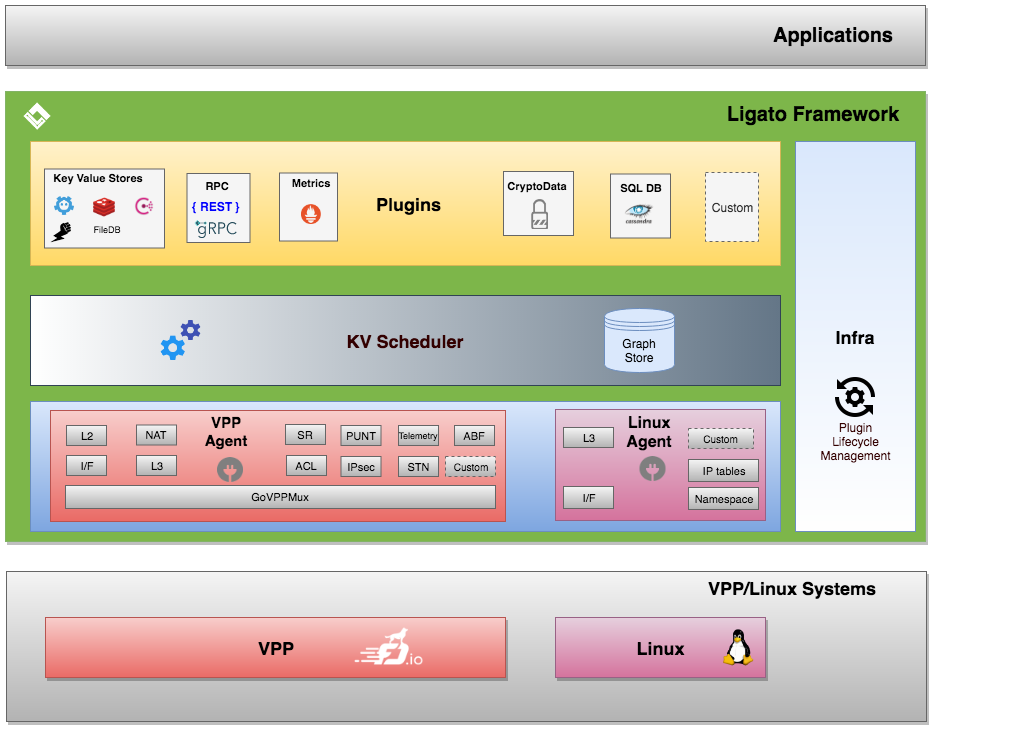 Applications
Ligato Framework
Key Value Stores
FileDB
RPC
{ REST }
gRPC
Metrics
Plugins
CryptoData
SQL DB
cassandra
Custom
KV Scheduler
Graph
Store
Infra
Plugin
Lifecycle
Management
VPP
Agent
L2
NAT
SR
PUNT
Telemetry
ABF
I/F
L3
ACL
IPsec
STN
Custom
GoVPPMux
Linux
Agent
L3
Custom
IP tables
I/F
Namespace
VPP/Linux Systems
VPP
FD.io
Linux